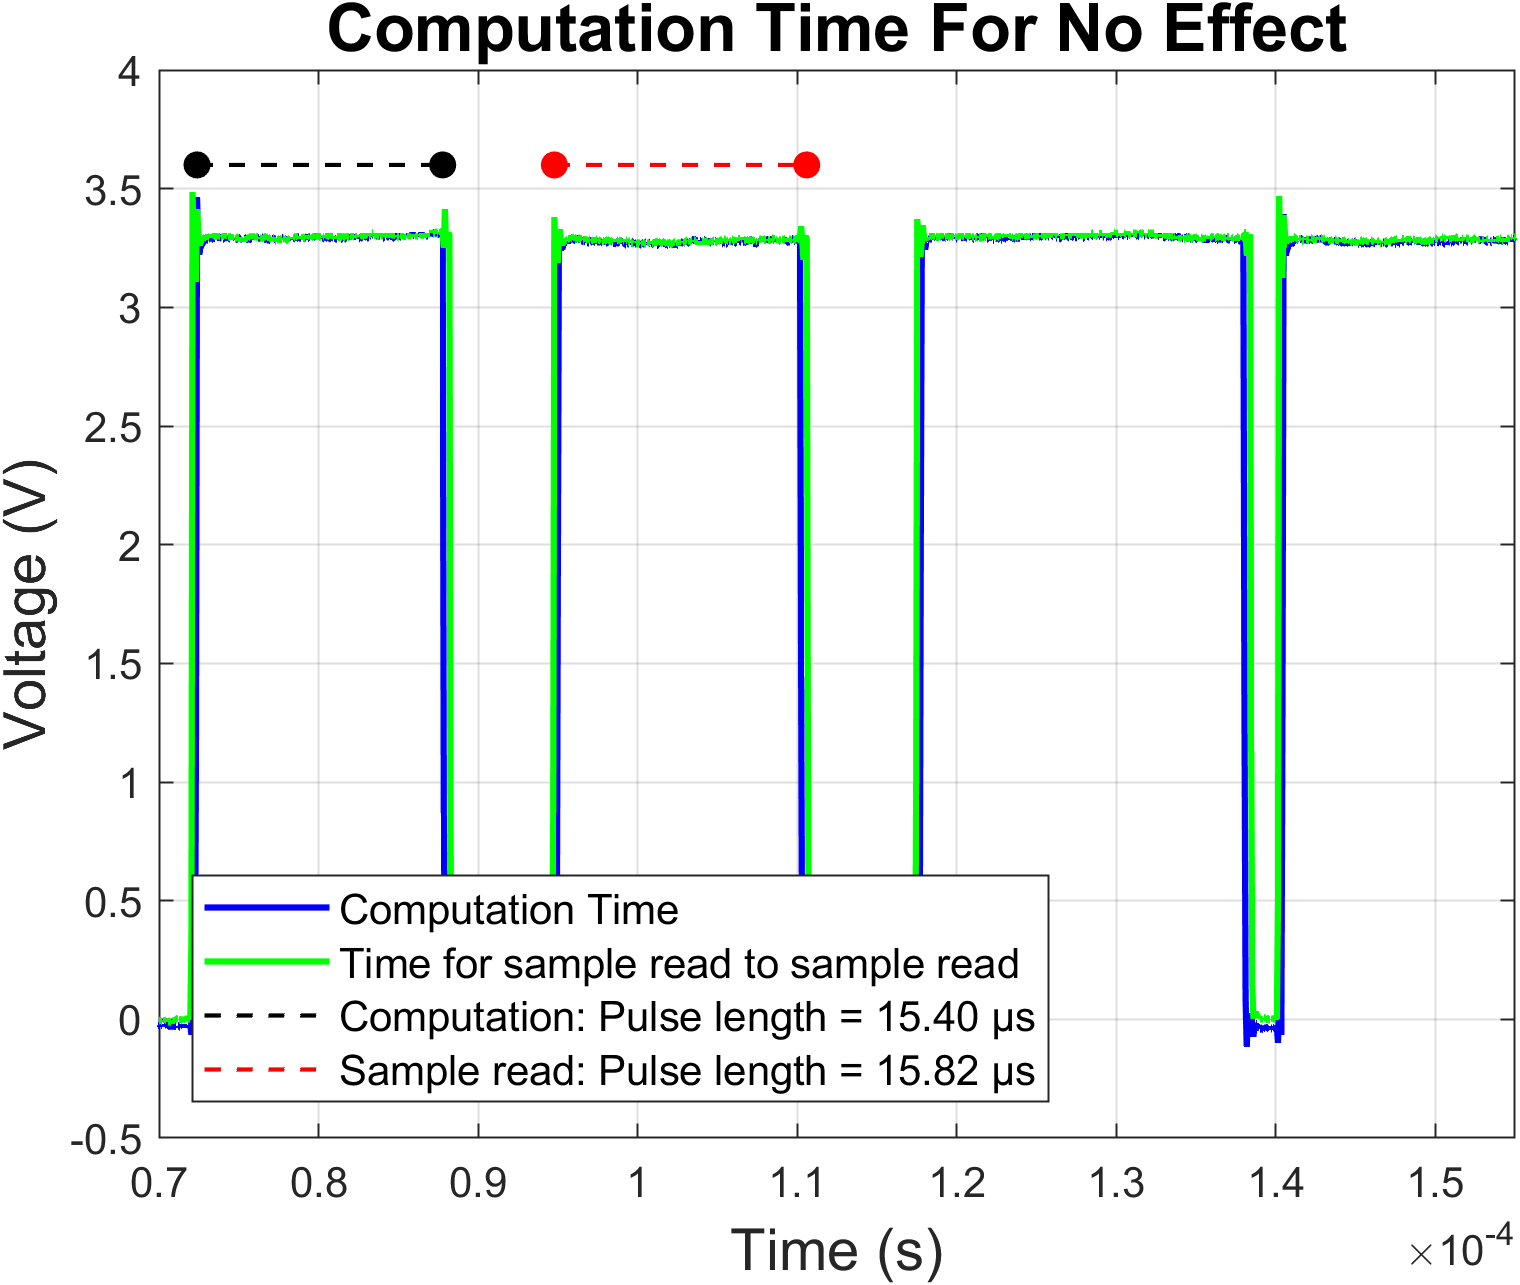 Computation Time For No Effect
4
3.5
3
2.5
2
1.5
1
0.5
0
-0.5
Voltage (V)
Computation Time
Time for sample read to sample read
Computation: Pulse length = 15.40 µs
Sample read: Pulse length = 15.82 µs
0.7 0.8 0.9 1 1.1 1.2 1.3 1.4 1.5
Time (s)
×10-4